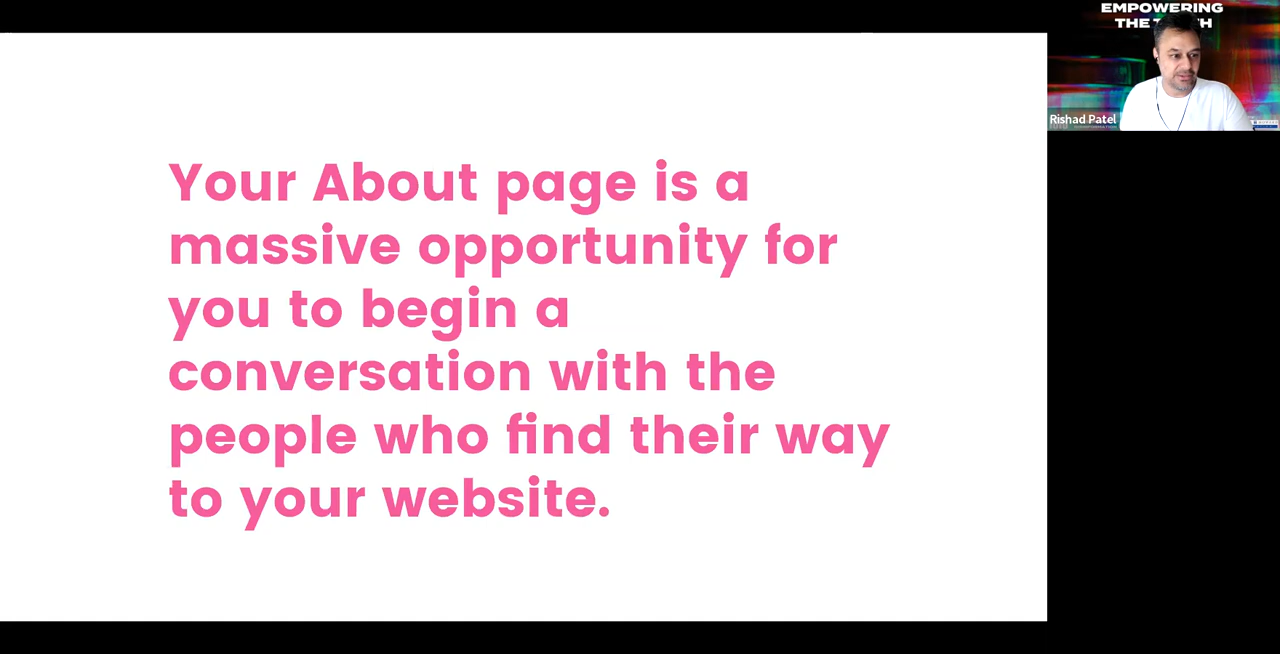 Your About page is a
massive opportunity for
you to begin a
conversation with the
people who find their way
to your website.
EMPOWERING
THE
Rishad Patel